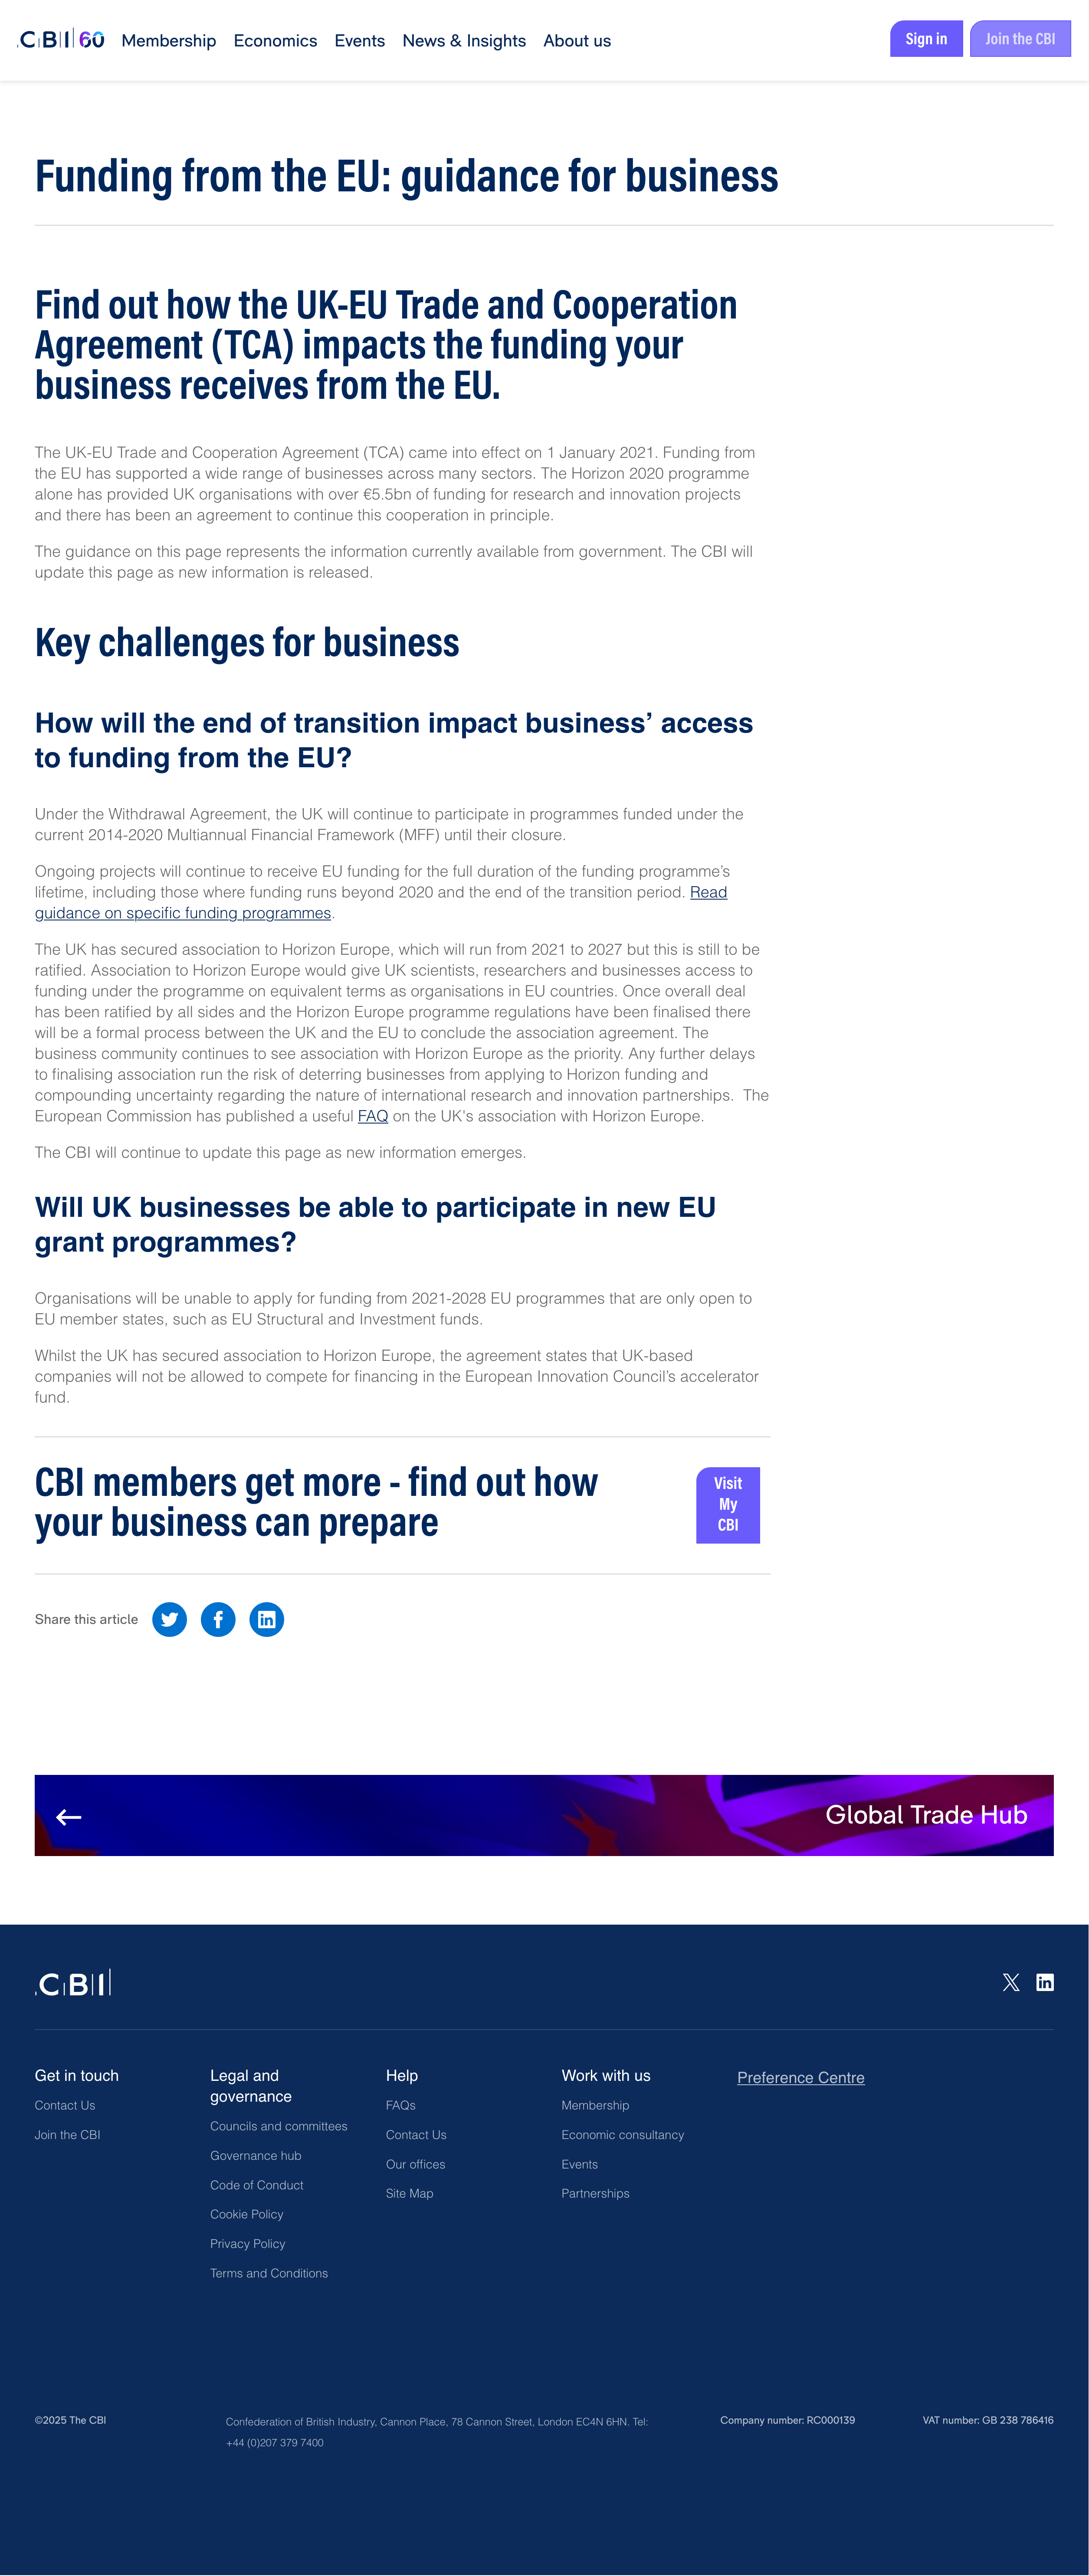 CBI 60 Membership Economics Events News & Insights About us Sign in Join the CBI
Funding from the EU: guidance for business
Find out how the UK-EU Trade and Cooperation
Agreement (TCA) impacts the funding your
business receives from the EU.
The UK-EU Trade and Cooperation Agreement (TCA) came into effect on 1 January 2021. Funding from
the EU has supported a wide range of businesses across many sectors. The Horizon 2020 programme
alone has provided UK organisations with over €5.5bn of funding for research and innovation projects
and there has been an agreement to continue this cooperation in principle.
The guidance on this page represents the information currently available from government. The CBI will
update this page as new information is released.
Key challenges for business
How will the end of transition impact business’ access
to funding from the EU?
Under the Withdrawal Agreement, the UK will continue to participate in programmes funded under the
current 2014-2020 Multiannual Financial Framework (MFF) until their closure.
Ongoing projects will continue to receive EU funding for the full duration of the funding programme’s
lifetime, including those where funding runs beyond 2020 and the end of the transition period. Read
guidance on specific funding programmes.
The UK has secured association to Horizon Europe, which will run from 2021 to 2027 but this is still to be
ratified. Association to Horizon Europe would give UK scientists, researchers and businesses access to
funding under the programme on equivalent terms as organisations in EU countries. Once overall deal
has been ratified by all sides and the Horizon Europe programme regulations have been finalised there
will be a formal process between the UK and the EU to conclude the association agreement. The
business community continues to see association with Horizon Europe as the priority. Any further delays
to finalising association run the risk of deterring businesses from applying to Horizon funding and
compounding uncertainty regarding the nature of international research and innovation partnerships.  The
European Commission has published a useful FAQ on the UK's association with Horizon Europe.
The CBI will continue to update this page as new information emerges.
Will UK businesses be able to participate in new EU
grant programmes?
Organisations will be unable to apply for funding from 2021-2028 EU programmes that are only open to
EU member states, such as EU Structural and Investment funds.
Whilst the UK has secured association to Horizon Europe, the agreement states that UK-based
companies will not be allowed to compete for financing in the European Innovation Council’s accelerator
fund.
CBI members get more - find out how
your business can prepare
Visit
My
CBI
Share this article
Global Trade Hub
CBI
Get in touch
Contact Us
Join the CBI
Legal and
governance
Councils and committees
Governance hub
Code of Conduct
Cookie Policy
Privacy Policy
Terms and Conditions
Help
FAQs
Contact Us
Our offices
Site Map
Work with us
Membership
Economic consultancy
Events
Partnerships
Preference Centre
©2025 The CBI
Confederation of British Industry, Cannon Place, 78 Cannon Street, London EC4N 6HN. Tel:
+44 (0)207 379 7400
Company number: RC000139
VAT number: GB 238 786416